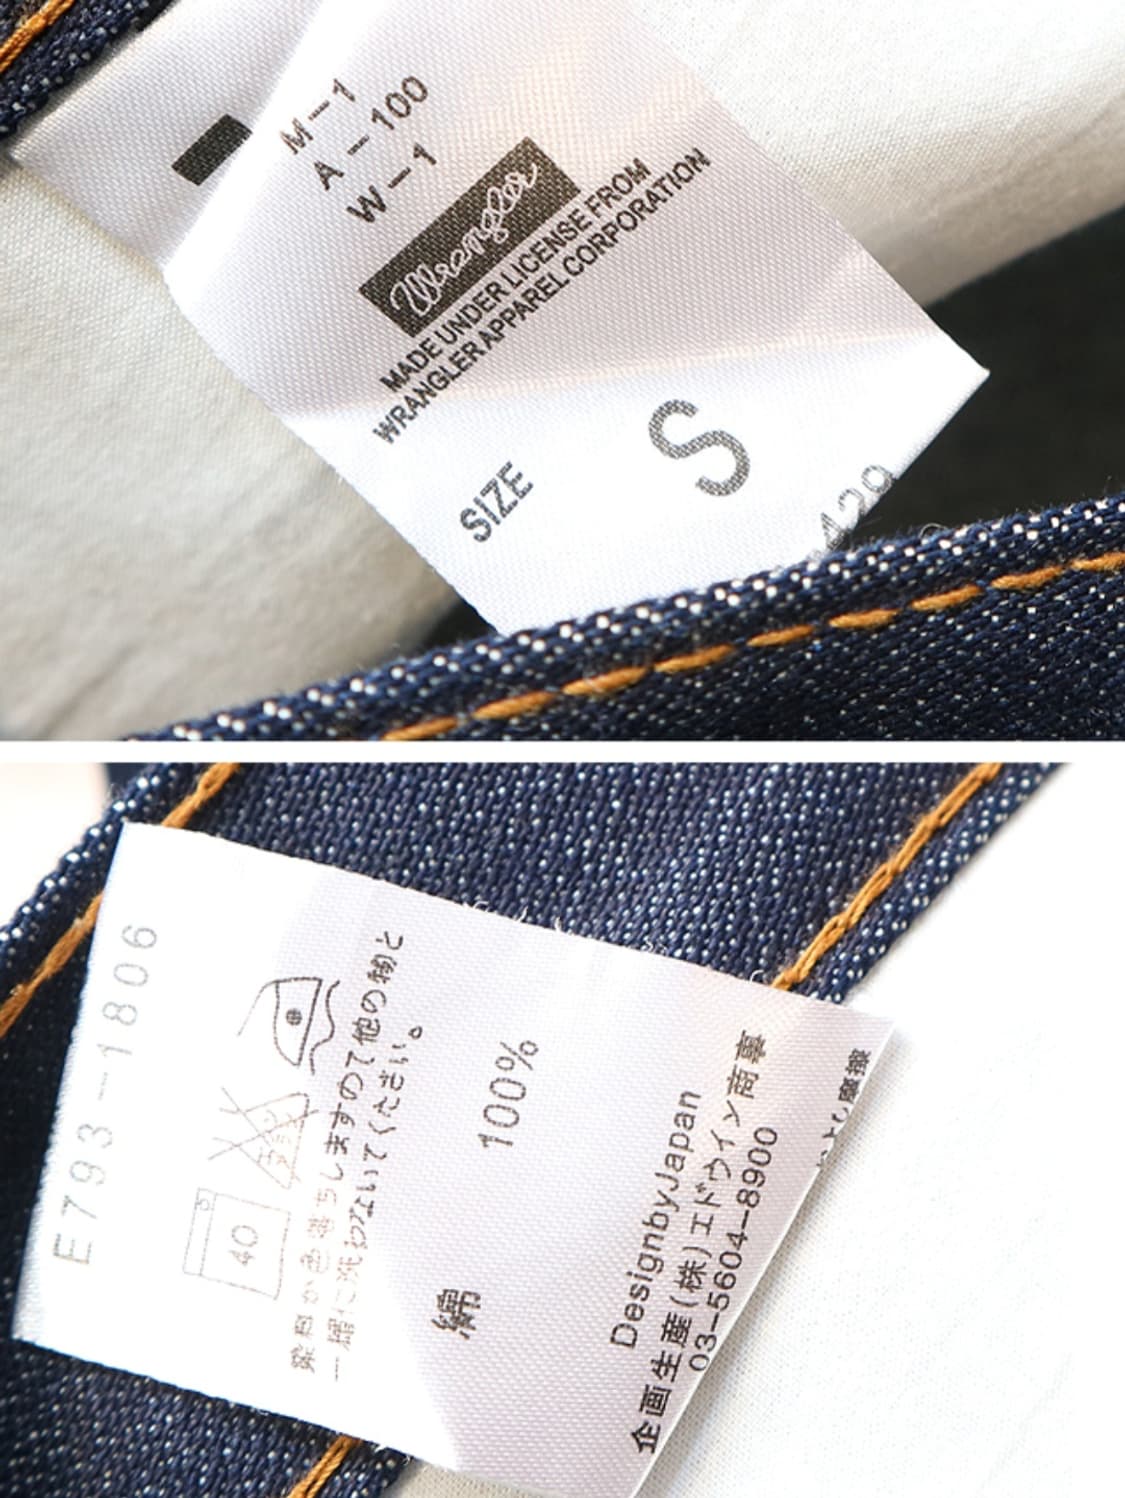 M-1
A-100
W-1
Wrangler
MADE UNDER LICENSE FROM
WRANGLER APPAREL CORPORATION
SIZE S
429
E793-1806
40
色落ちしますので他の物と
一緒に洗わないでください。
綿 100%
DesignbyJapan
企画生産(株)エドウイン商事
03-5604-8900
摩擦